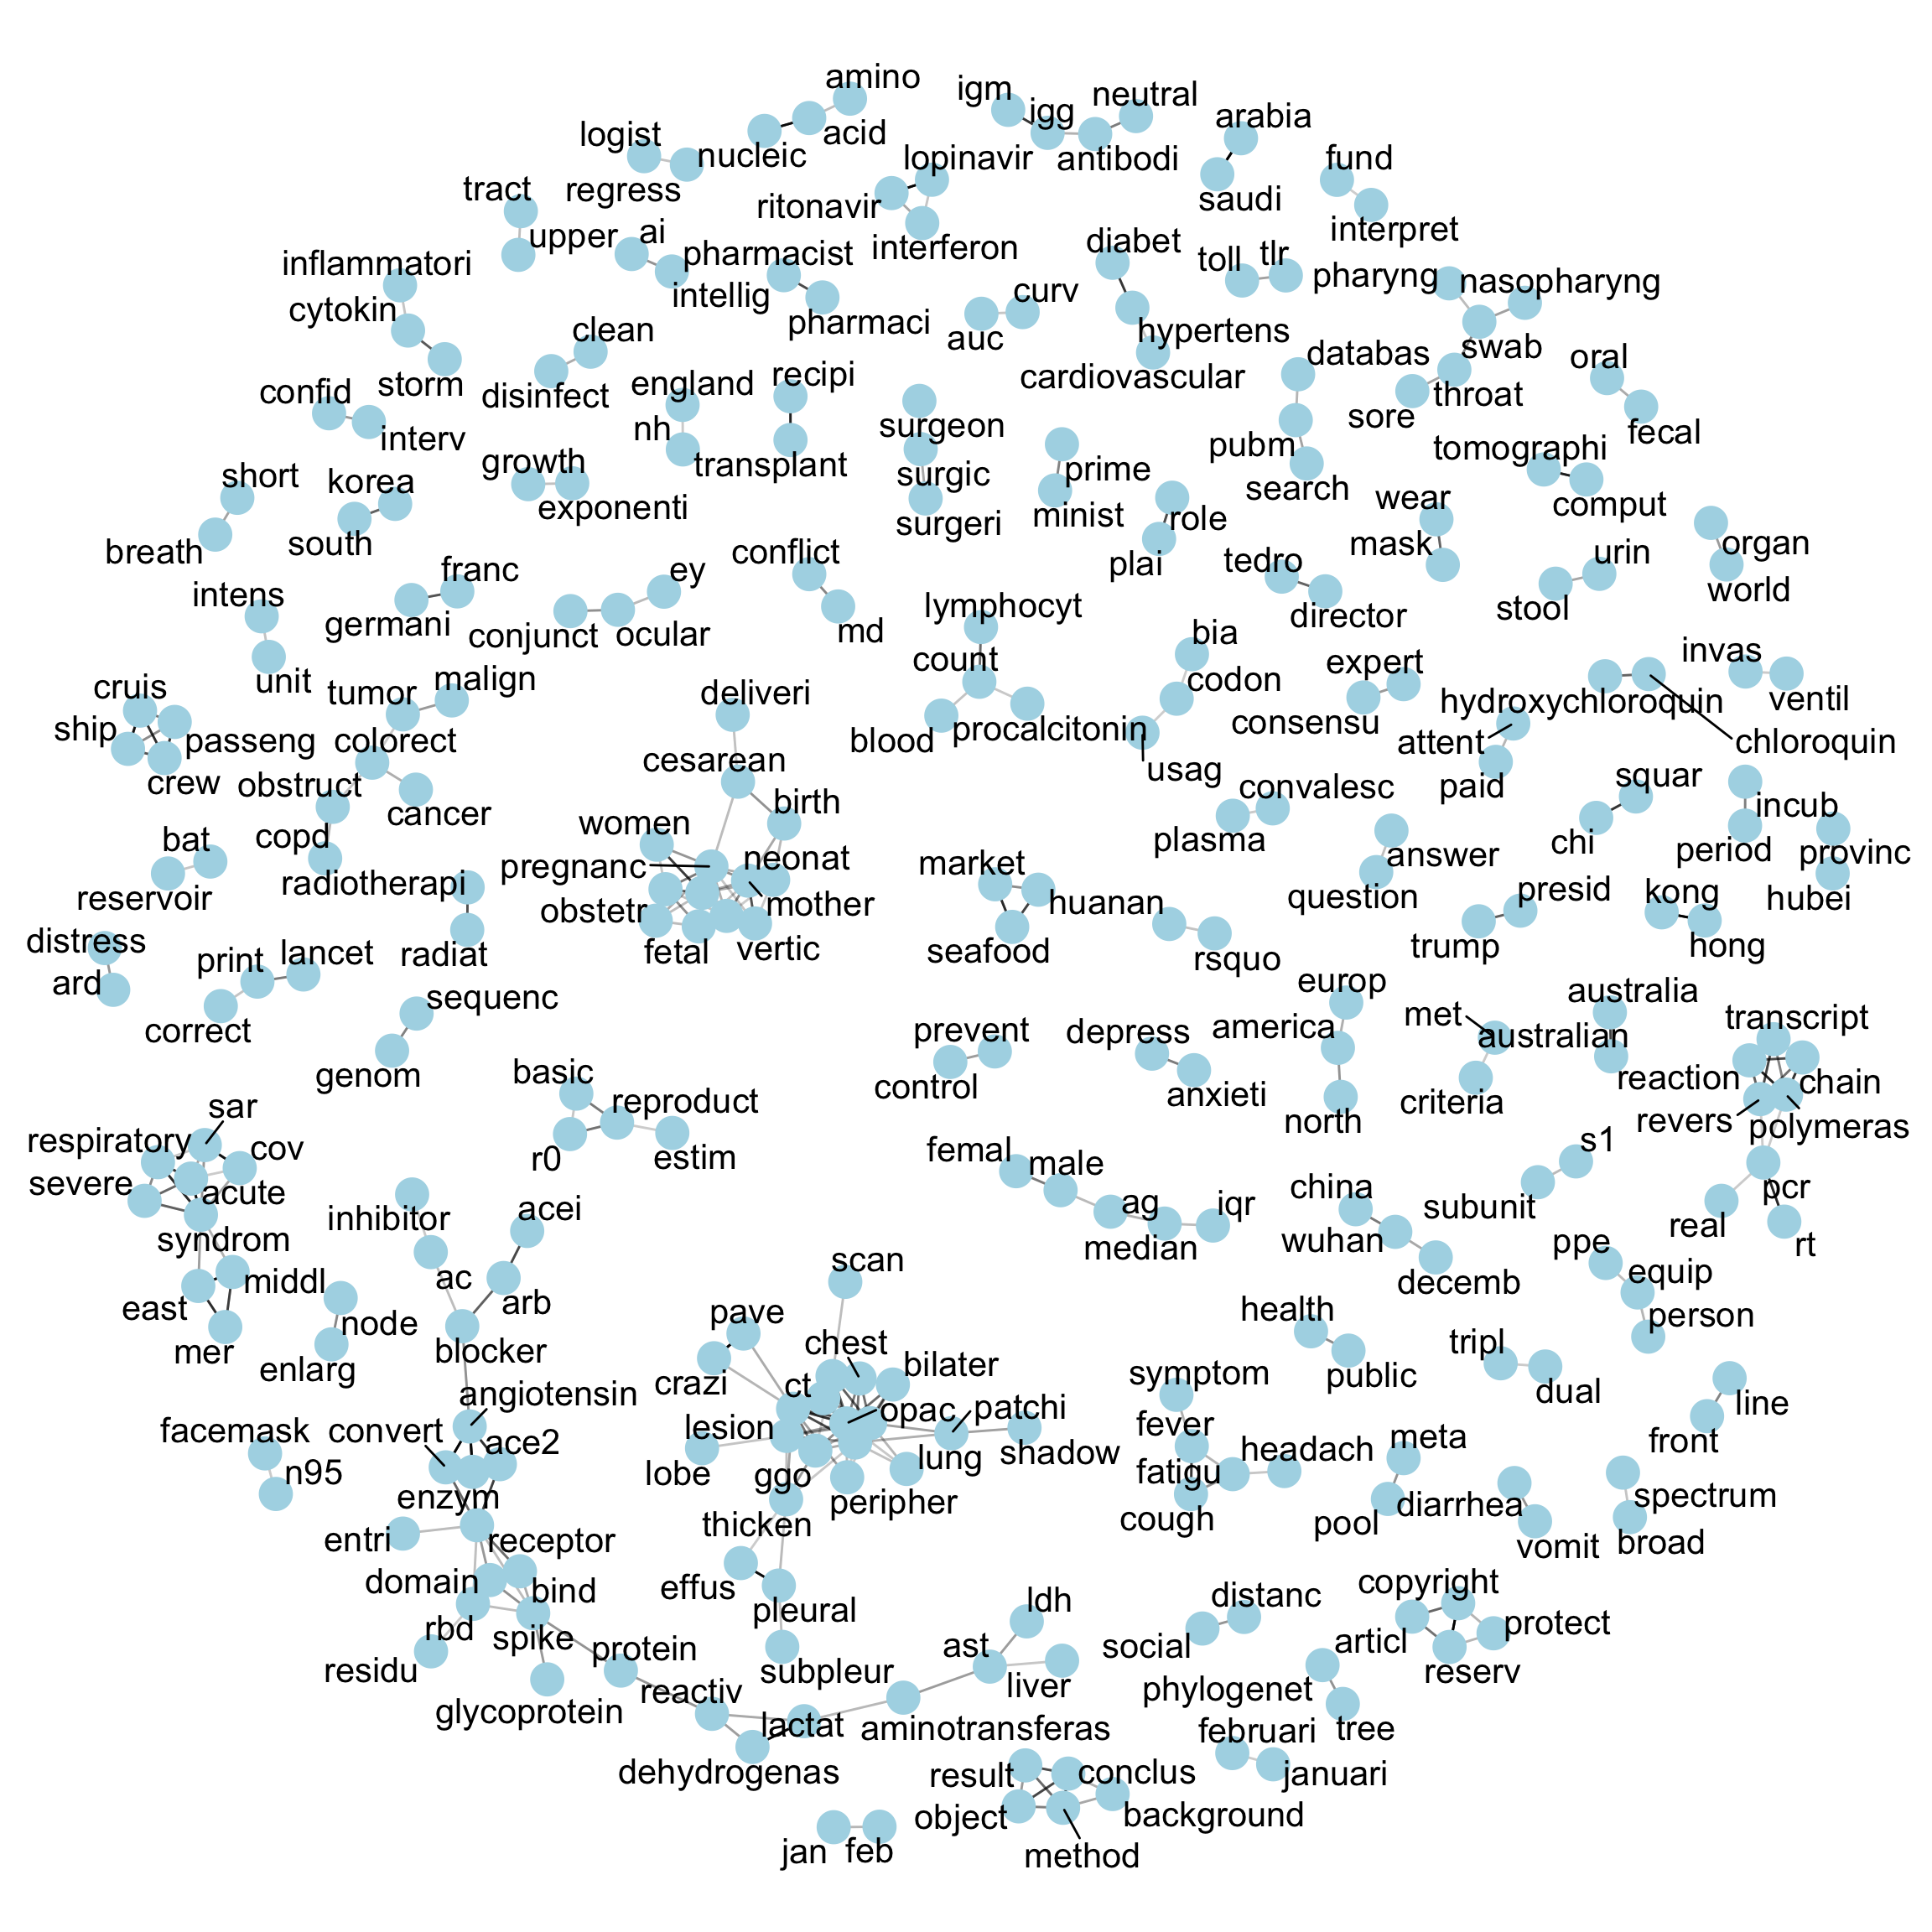 amino
acid
nucleic
logist
regress
igm
igg
neutral
antibodi
arabia
saudi
lopinavir
ritonavir
interferon
fund
interpret
tract
upper
ai
intellig
pharmacist
pharmaci
inflammatori
cytokin
storm
diabet
hypertens
cardiovascular
toll
tlr
pharyng
nasopharyng
swab
throat
sore
auc
curv
clean
disinfect
england
nh
recipi
transplant
confid
interv
surgeon
surgic
surgeri
databas
pubm
search
oral
fecal
prime
minist
tomographi
comput
growth
exponenti
short
breath
korea
south
role
plai
wear
mask
organ
world
urin
stool
conflict
md
tedro
director
franc
germani
ey
ocular
conjunct
intens
unit
lymphocyt
count
blood
procalcitonin
bia
codon
usag
expert
consensu
invas
ventil
hydroxychloroquin
chloroquin
attent
paid
cruis
ship
passeng
crew
tumor
malign
colorect
obstruct
cancer
copd
deliveri
cesarean
birth
women
pregnanc
neonat
obstetr
mother
fetal
vertic
convalesc
plasma
squar
chi
incub
period
provinc
hubei
answer
question
bat
reservoir
radiotherapi
radiat
market
huanan
seafood
rsquo
presid
trump
kong
hong
distress
ard
print
lancet
correct
sequenc
genom
europ
america
north
met
criteria
australia
australian
transcript
reaction
chain
revers
polymeras
pcr
real
rt
prevent
control
depress
anxieti
basic
reproduct
r0
estim
sar
respiratory
cov
severe
acute
syndrom
middl
east
mer
femal
male
ag
median
iqr
s1
subunit
china
wuhan
decemb
inhibitor
ac
acei
arb
blocker
angiotensin
node
enlarg
ppe
equip
person
scan
pave
crazi
chest
bilater
ct
opac
patchi
lesion
lobe
ggo
lung
shadow
peripher
thicken
effus
pleural
subpleur
health
public
tripl
dual
line
front
facemask
n95
convert
ace2
enzym
entri
receptor
domain
bind
rbd
spike
residu
glycoprotein
protein
reactiv
lactat
dehydrogenas
aminotransferas
ast
ldh
liver
symptom
fever
headach
fatigu
cough
meta
pool
diarrhea
vomit
spectrum
broad
distanc
social
copyright
articl
protect
reserv
phylogenet
tree
februari
januari
result
conclus
object
background
method
jan
feb